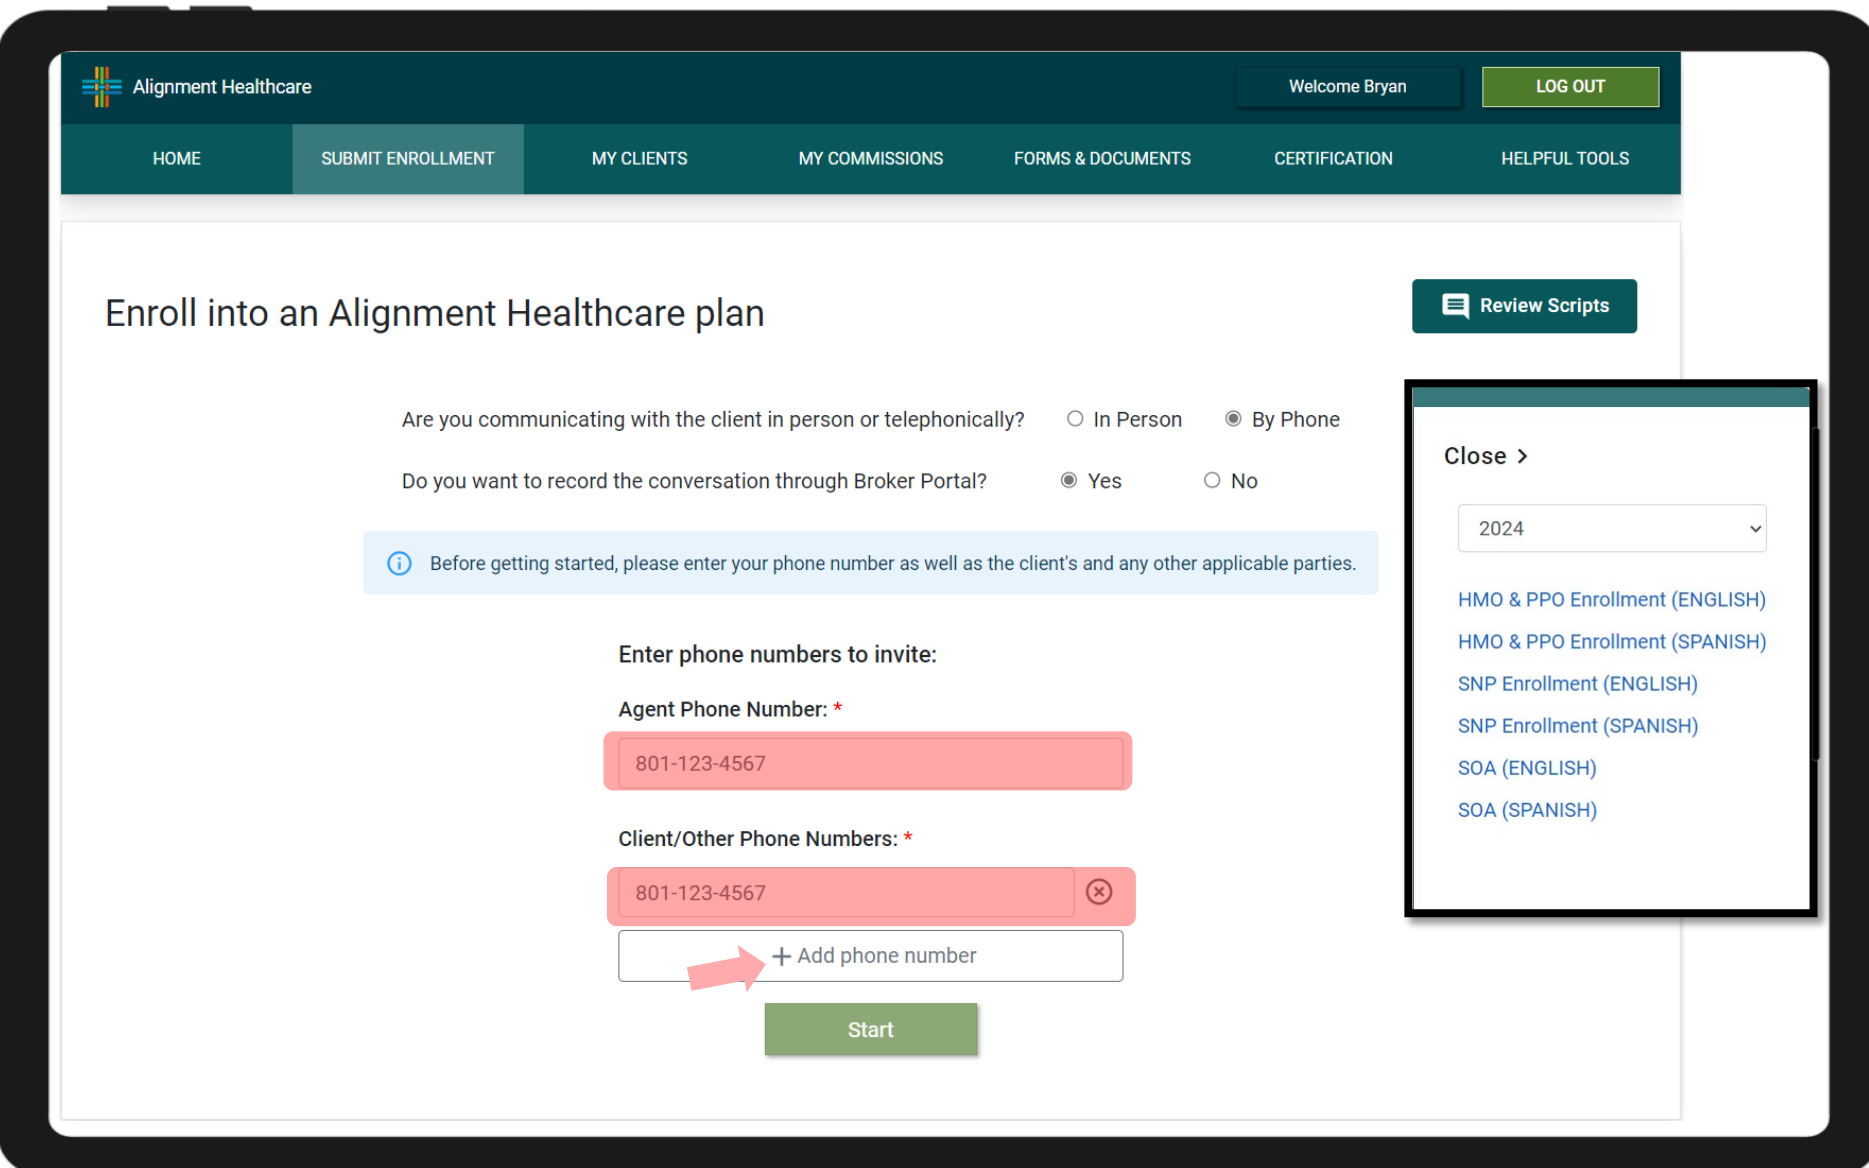 Alignment Healthcare
Welcome Bryan
LOG OUT
HOME
SUBMIT ENROLLMENT
MY CLIENTS
MY COMMISSIONS
FORMS & DOCUMENTS
CERTIFICATION
HELPFUL TOOLS
Enroll into an Alignment Healthcare plan
Review Scripts
Are you communicating with the client in person or telephonically? In Person By Phone
Do you want to record the conversation through Broker Portal? Yes No
Before getting started, please enter your phone number as well as the client's and any other applicable parties.
Enter phone numbers to invite:
Agent Phone Number: *
801-123-4567
Client/Other Phone Numbers: *
801-123-4567
+ Add phone number
Start
Close >
2024
HMO & PPO Enrollment (ENGLISH)
HMO & PPO Enrollment (SPANISH)
SNP Enrollment (ENGLISH)
SNP Enrollment (SPANISH)
SOA (ENGLISH)
SOA (SPANISH)